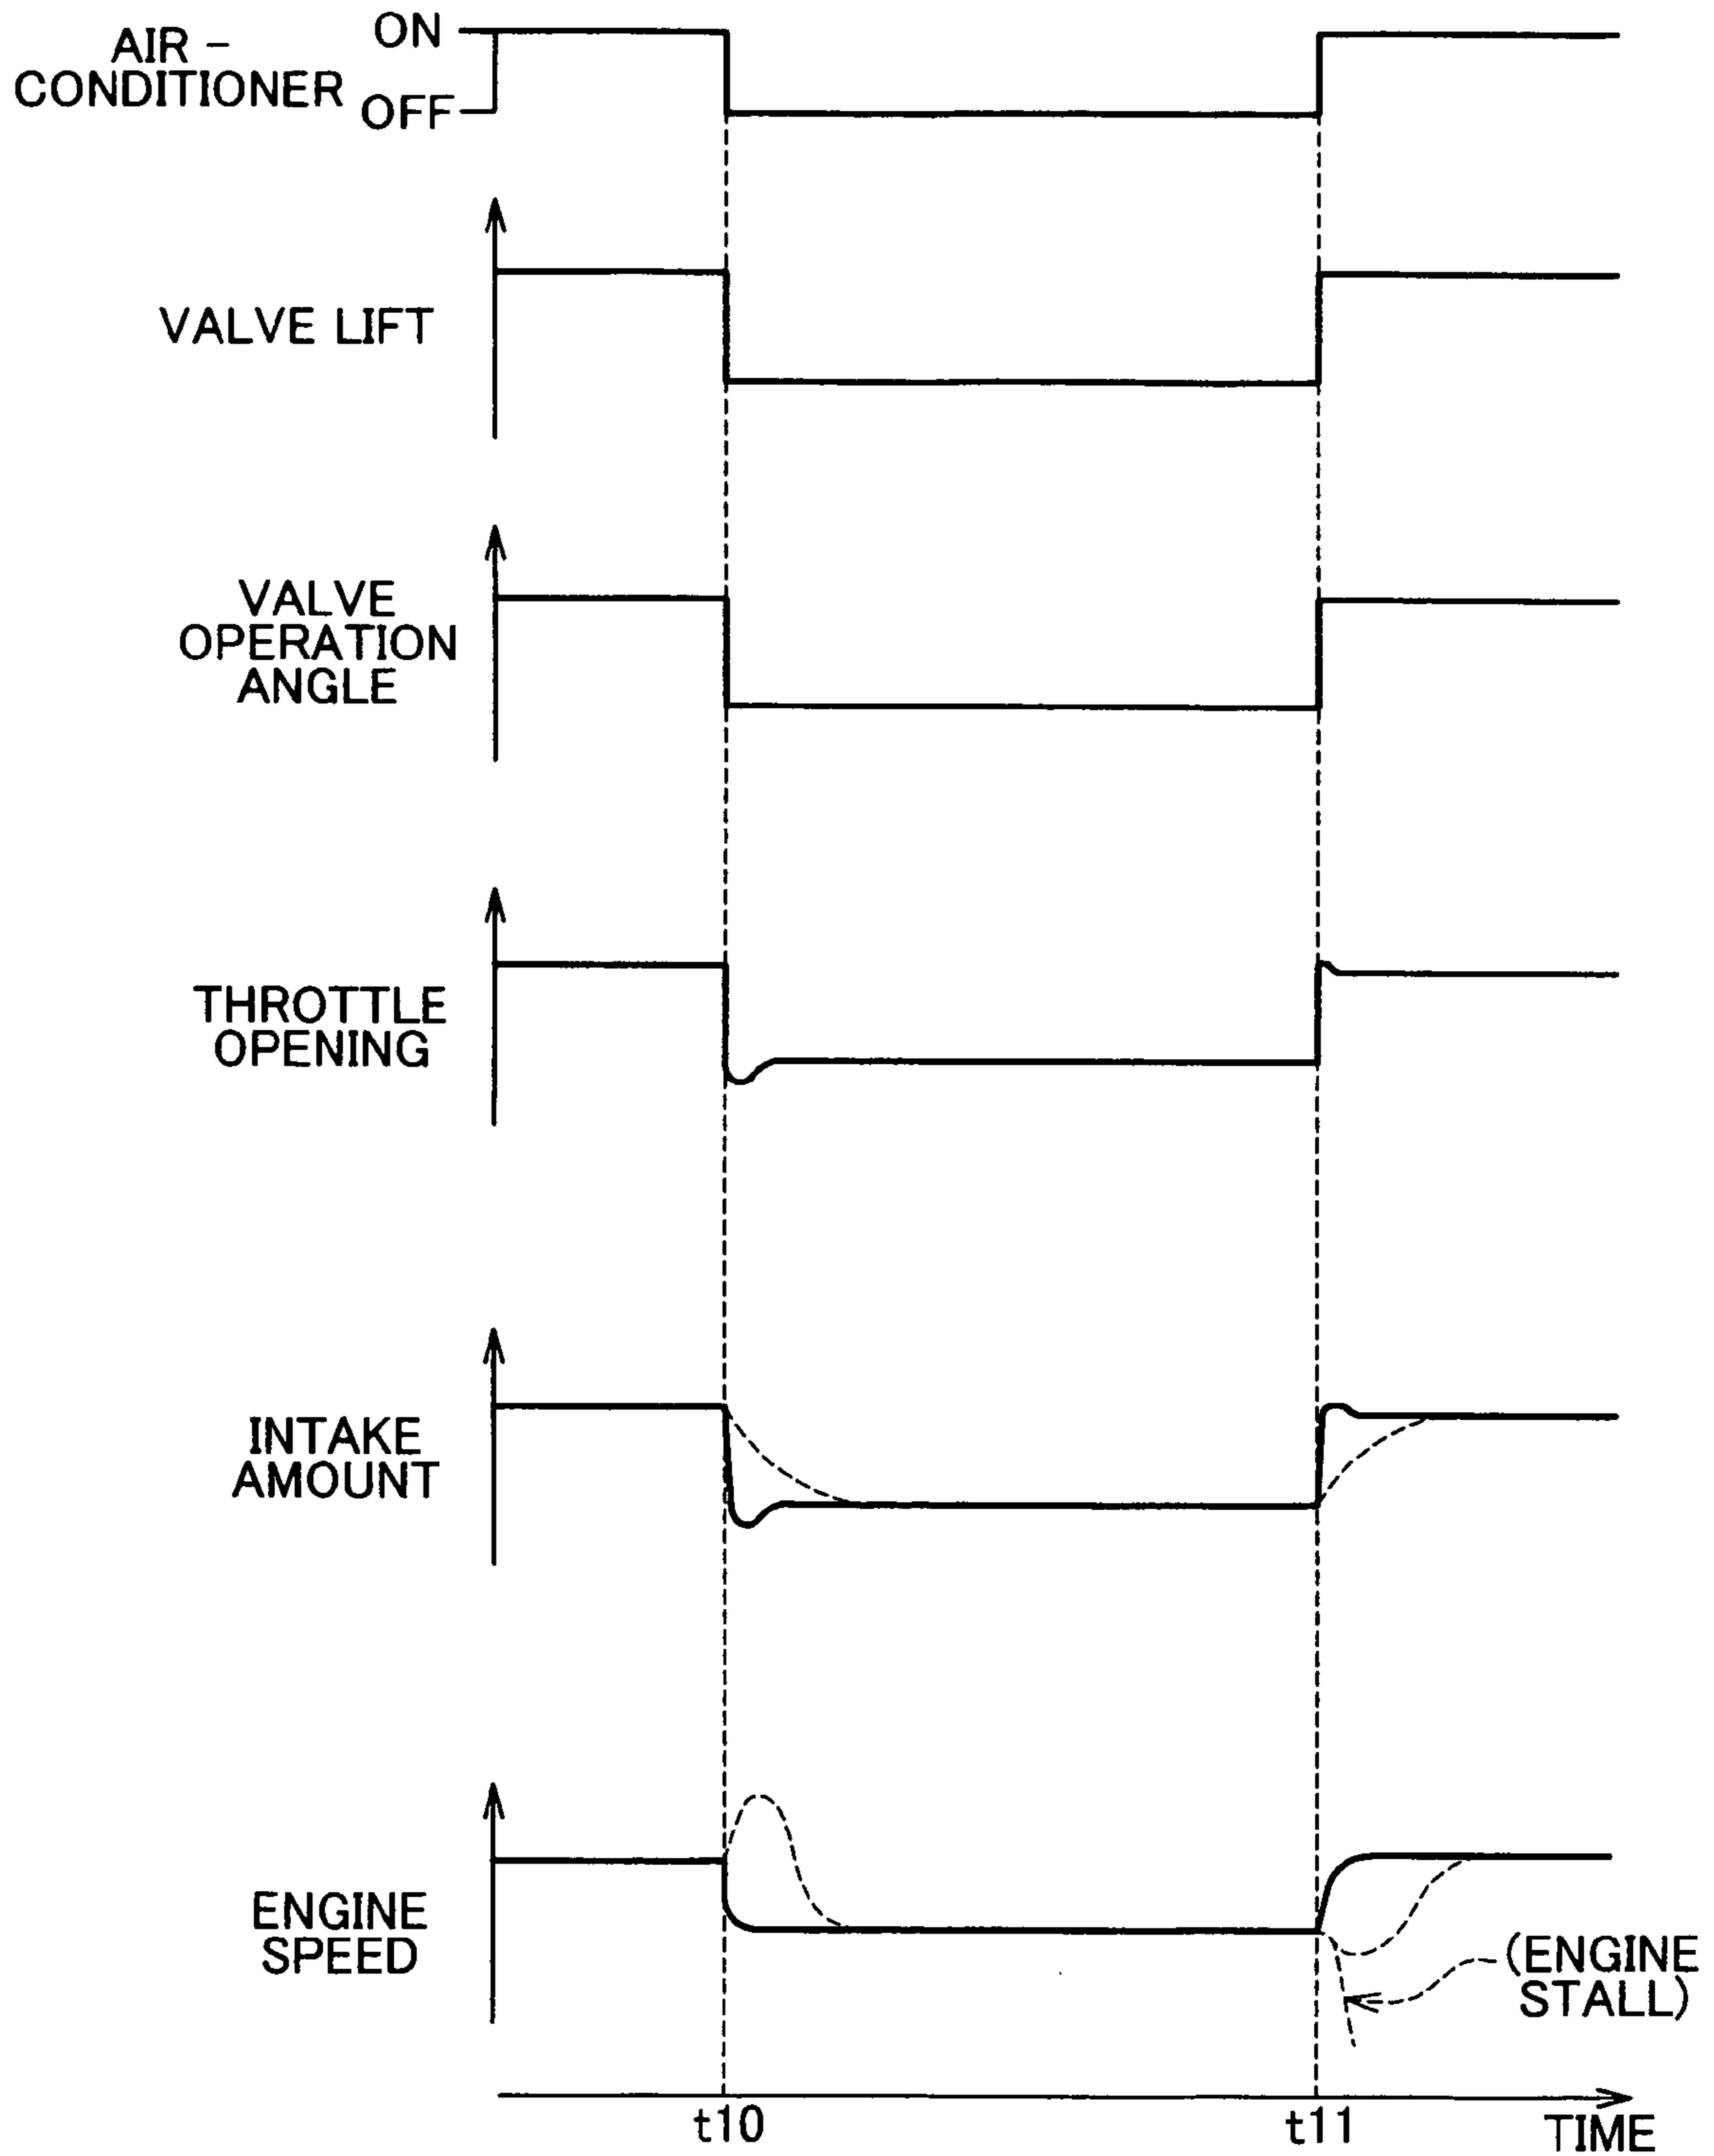 AIR -
CONDITIONER
ON
OFF
VALVE LIFT
VALVE
OPERATION
ANGLE
THROTTLE
OPENING
INTAKE
AMOUNT
ENGINE
SPEED
(ENGINE
STALL)
t10
t11
TIME